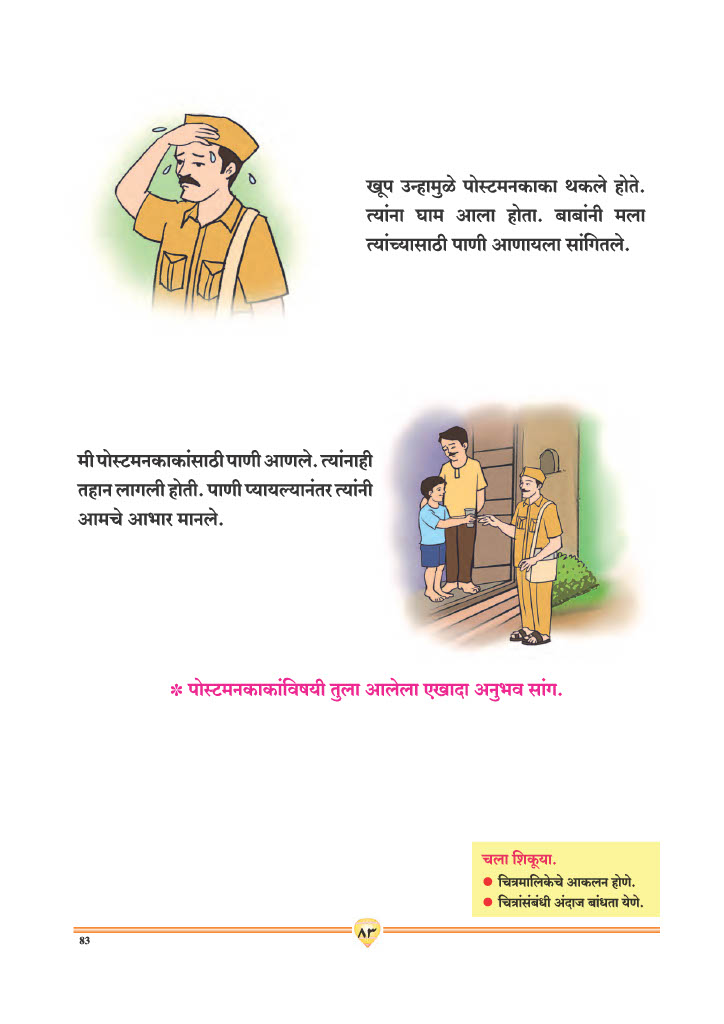 खूप उन्हामुळे पोस्टमनकाका थकले होते.
त्यांना घाम आला होता. बाबांनी मला
त्यांच्यासाठी पाणी आणायला सांगितले.
मी पोस्टमनकाकांसाठी पाणी आणले. त्यांनाही
तहान लागली होती. पाणी प्यायल्यानंतर त्यांनी
आमचे आभार मानले.
* पोस्टमनकाकांविषयी तुला आलेला एखादा अनुभव सांग.
चला शिकूया.
● चित्रमालिकेचे आकलन होणे.
● चित्रांसंबंधी अंदाज बांधता येणे.
८३
83